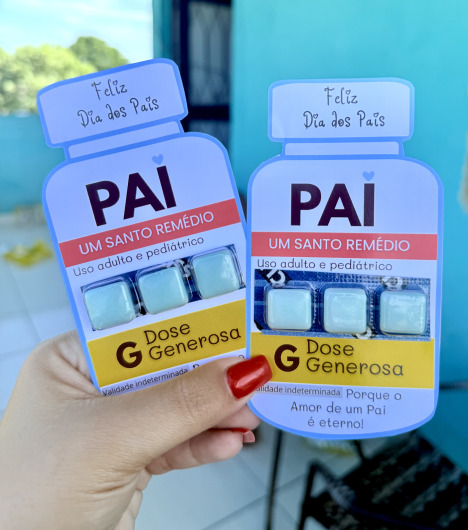 Feliz
Dia dos Pais
PAI
UM SANTO REMÉDIO
Uso adulto e pediátrico
G Dose
Generosa
Validade indeterminada
Feliz
Dia dos Pais
PAI
UM SANTO REMÉDIO
Uso adulto e pediátrico
G Dose
Generosa
Validade indeterminada Porque o
Amor de um Pai
é eterno!